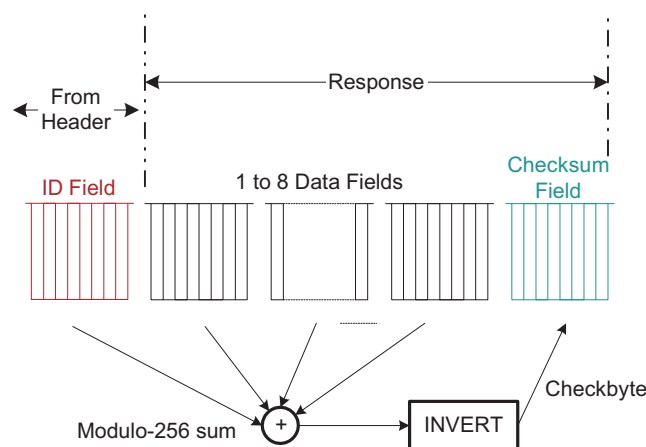 Response
From
Header
ID Field
1 to 8 Data Fields
Checksum
Field
Modulo-256 sum
+
INVERT
Checkbyte